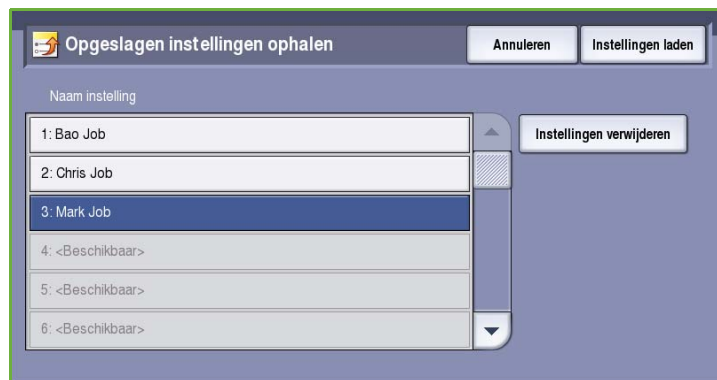 Opgeslagen instellingen ophalen
Annuleren
Instellingen laden
Naam instelling
1: Bao Job
Instellingen verwijderen
2: Chris Job
3: Mark Job
4: <Beschikbaar>
5: <Beschikbaar>
6: <Beschikbaar>